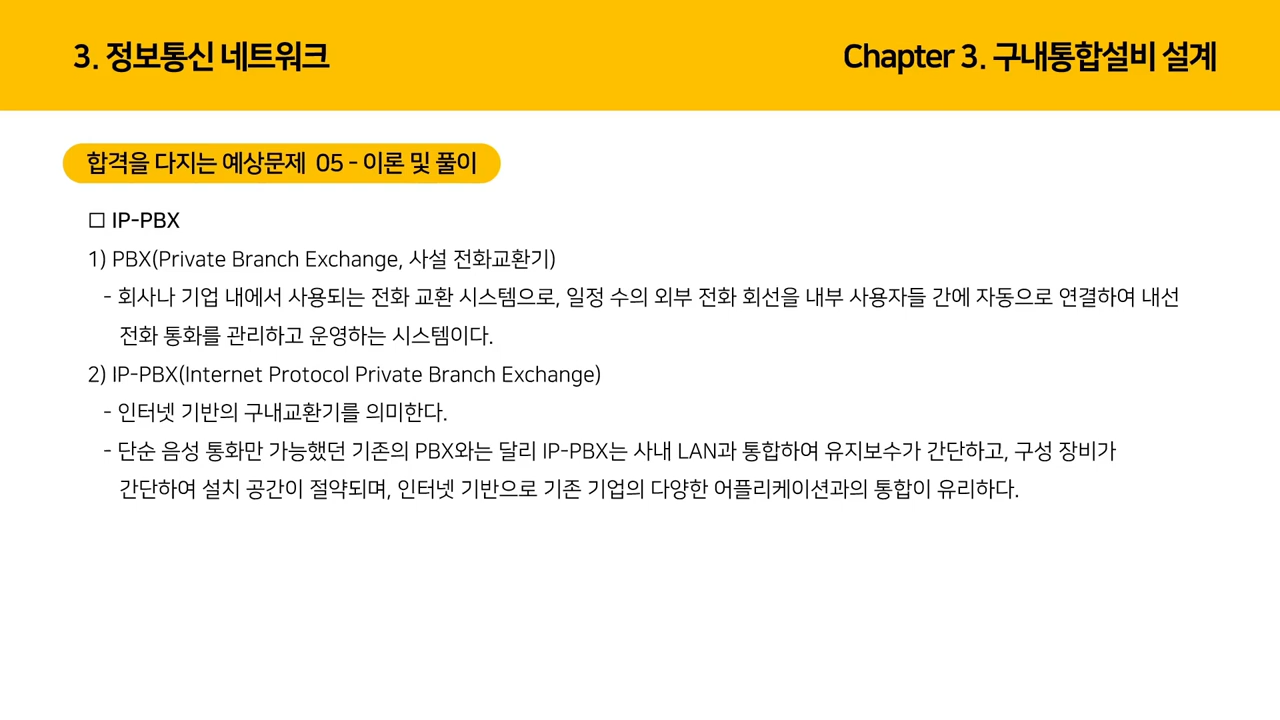 3. 정보통신 네트워크
Chapter 3. 구내통합설비 설계
합격을 다지는 예상문제 05 - 이론 및 풀이
□ IP-PBX
1) PBX(Private Branch Exchange, 사설 전화교환기)
- 회사나 기업 내에서 사용되는 전화 교환 시스템으로, 일정 수의 외부 전화 회선을 내부 사용자들 간에 자동으로 연결하여 내선
전화 통화를 관리하고 운영하는 시스템이다.
2) IP-PBX(Internet Protocol Private Branch Exchange)
- 인터넷 기반의 구내교환기를 의미한다.
- 단순 음성 통화만 가능했던 기존의 PBX와는 달리 IP-PBX는 사내 LAN과 통합하여 유지보수가 간단하고, 구성 장비가
간단하여 설치 공간이 절약되며, 인터넷 기반으로 기존 기업의 다양한 어플리케이션과의 통합이 유리하다.